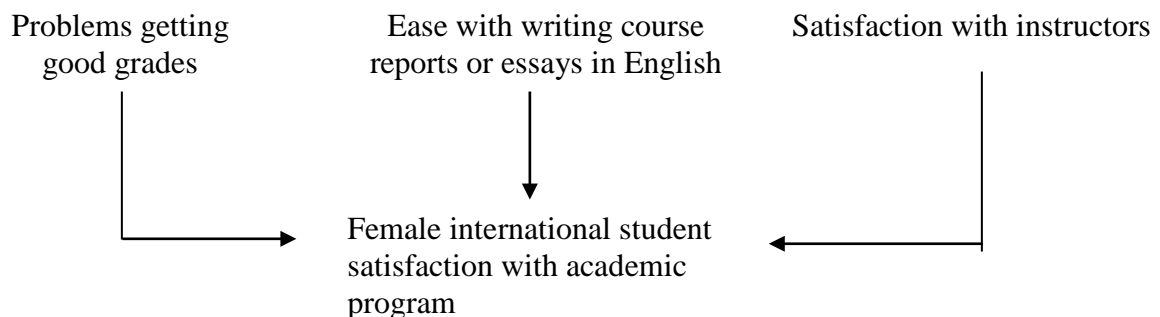 Problems getting
good grades
Ease with writing course
reports or essays in English
Satisfaction with instructors
Female international student
satisfaction with academic
program